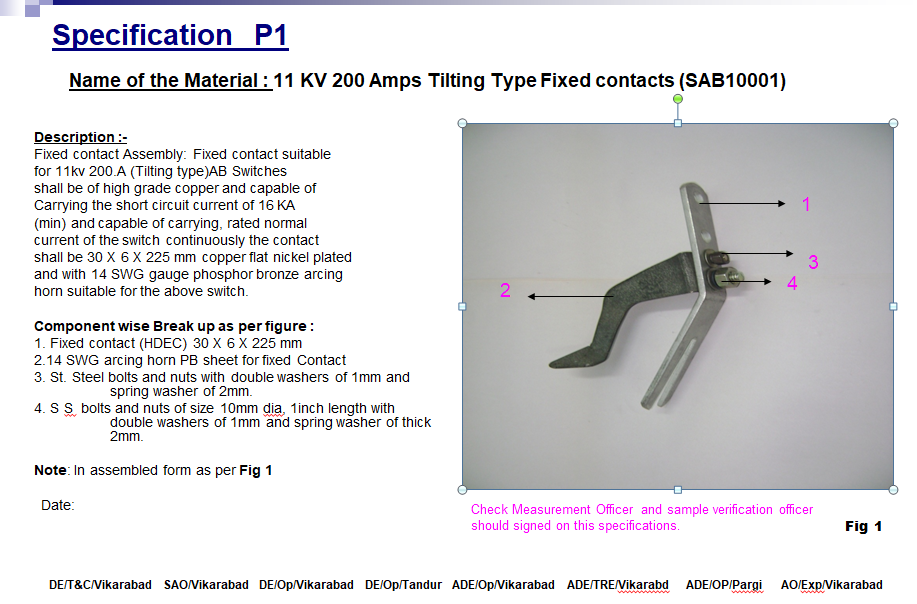 Specification P1
Name of the Material : 11 KV 200 Amps Tilting Type Fixed contacts (SAB10001)
Description :-
Fixed contact Assembly: Fixed contact suitable
for 11kv 200.A (Tilting type)AB Switches
shall be of high grade copper and capable of
Carrying the short circuit current of 16 KA
(min) and capable of carrying, rated normal
current of the switch continuously the contact
shall be 30 X 6 X 225 mm copper flat nickel plated
and with 14 SWG gauge phosphor bronze arcing
horn suitable for the above switch.
Component wise Break up as per figure :
1. Fixed contact (HDEC) 30 X 6 X 225 mm
2.14 SWG arcing horn PB sheet for fixed Contact
3. St. Steel bolts and nuts with double washers of 1mm and
spring washer of 2mm.
4. S S bolts and nuts of size 10mm dia, 1inch length with
double washers of 1mm and spring washer of thick
2mm.
Note: In assembled form as per Fig 1
Date:
1
3
4
2
Check Measurement Officer and sample verification officer
should signed on this specifications.
Fig 1
DE/T&C/Vikarabad SAO/Vikarabad DE/Op/Vikarabad DE/Op/Tandur ADE/Op/Vikarabad ADE/TRE/Vikarabd ADE/OP/Pargi AO/Exp/Vikarabad